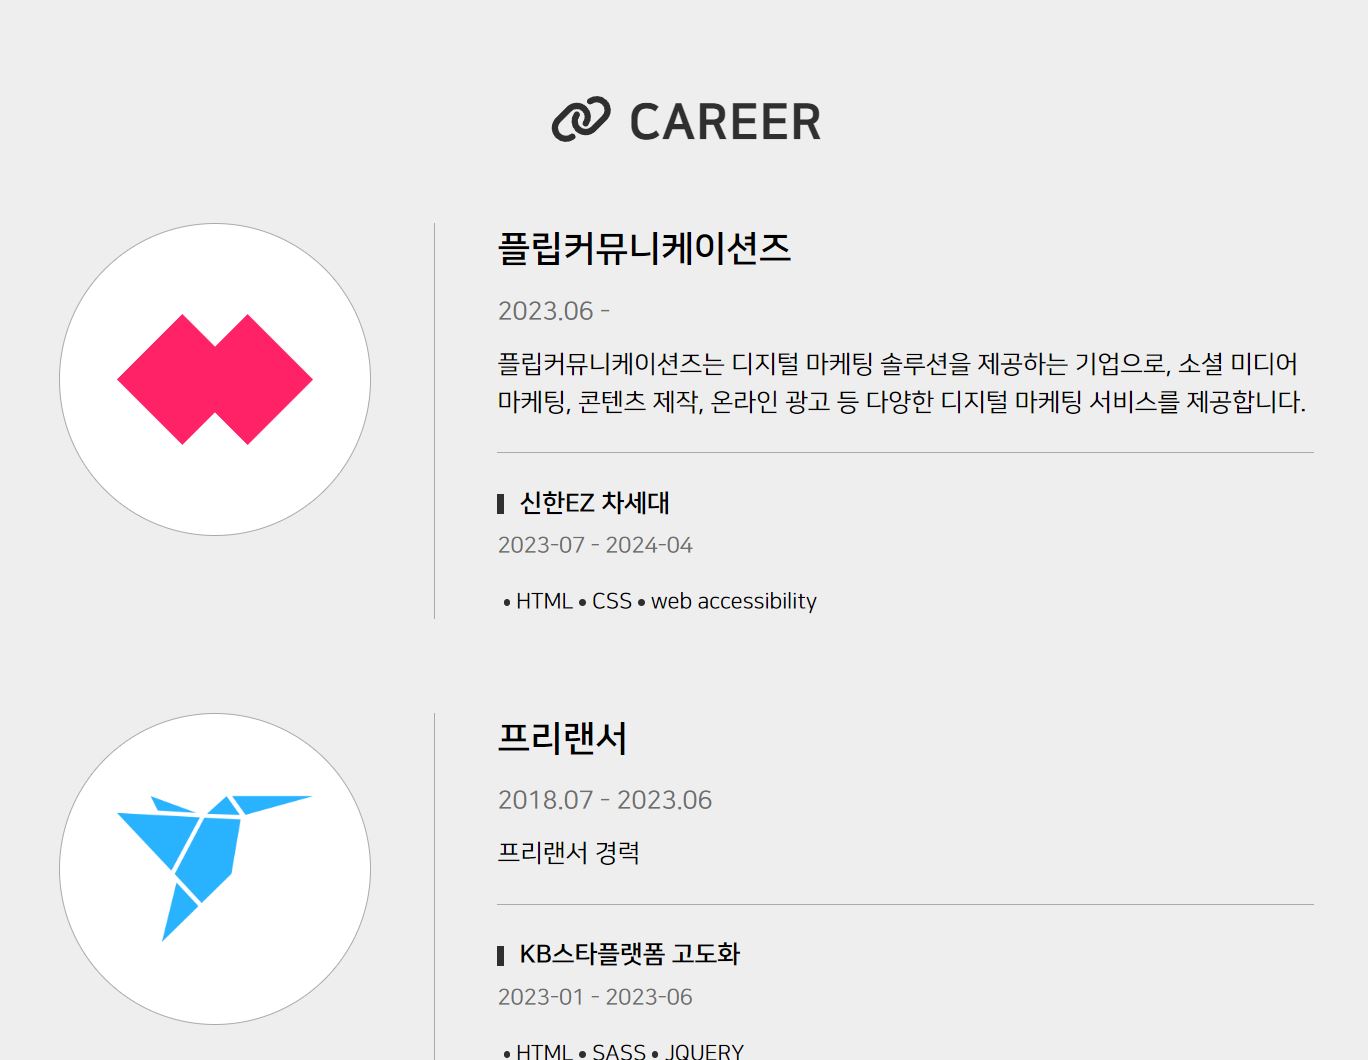 CAREER
플립커뮤니케이션즈
2023.06 -
플립커뮤니케이션즈는 디지털 마케팅 솔루션을 제공하는 기업으로, 소셜 미디어
마케팅, 콘텐츠 제작, 온라인 광고 등 다양한 디지털 마케팅 서비스를 제공합니다.
신한EZ 차세대
2023-07 - 2024-04
• HTML • CSS • web accessibility
프리랜서
2018.07 - 2023.06
프리랜서 경력
KB스타플랫폼 고도화
2023-01 - 2023-06
• HTML • SASS • JQUERY